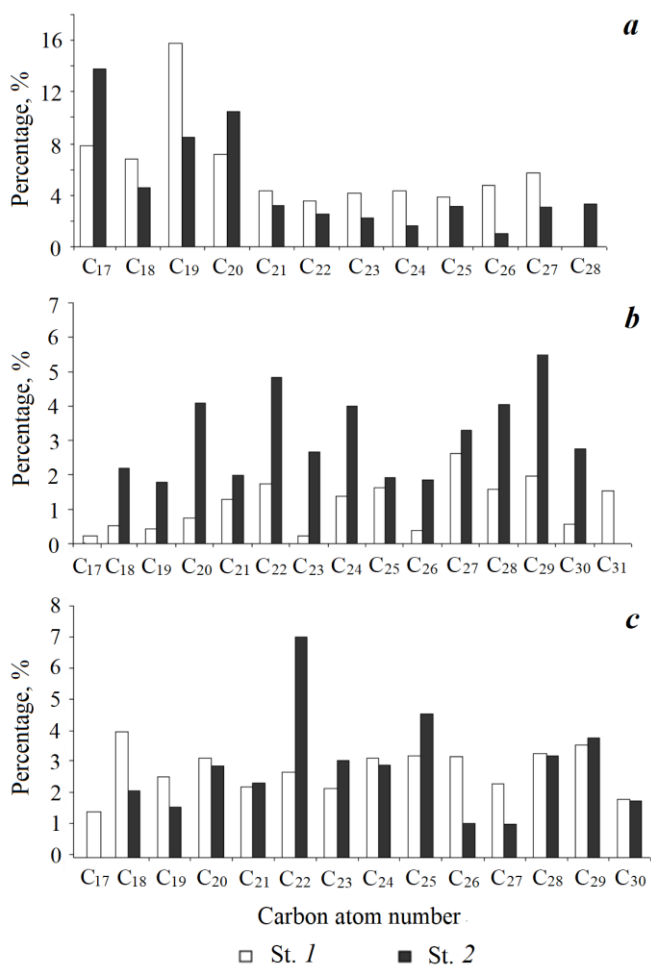 a
Percentage, %
16
12
8
4
0
C17 C18 C19 C20 C21 C22 C23 C24 C25 C26 C27 C28
b
Percentage, %
7
6
5
4
3
2
1
0
C17 C18 C19 C20 C21 C22 C23 C24 C25 C26 C27 C28 C29 C30 C31
c
Percentage, %
8
7
6
5
4
3
2
1
0
C17 C18 C19 C20 C21 C22 C23 C24 C25 C26 C27 C28 C29 C30
Carbon atom number
St. 1 St. 2